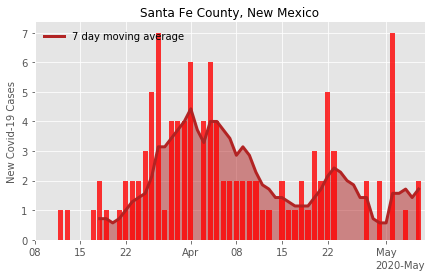 Santa Fe County, New Mexico
7 day moving average
New Covid-19 Cases
7
6
5
4
3
2
1
0
08 15 22 Apr 08 15 22 May
2020-May